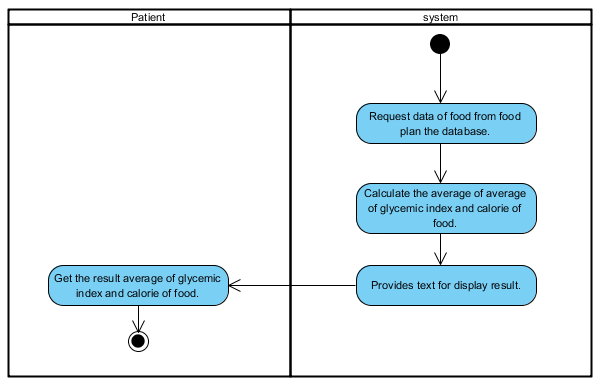 Patient
system
Request data of food from food
plan the database.
Calculate the average of average
of glycemic index and calorie of
food.
Get the result average of glycemic
index and calorie of food.
Provides text for display result.